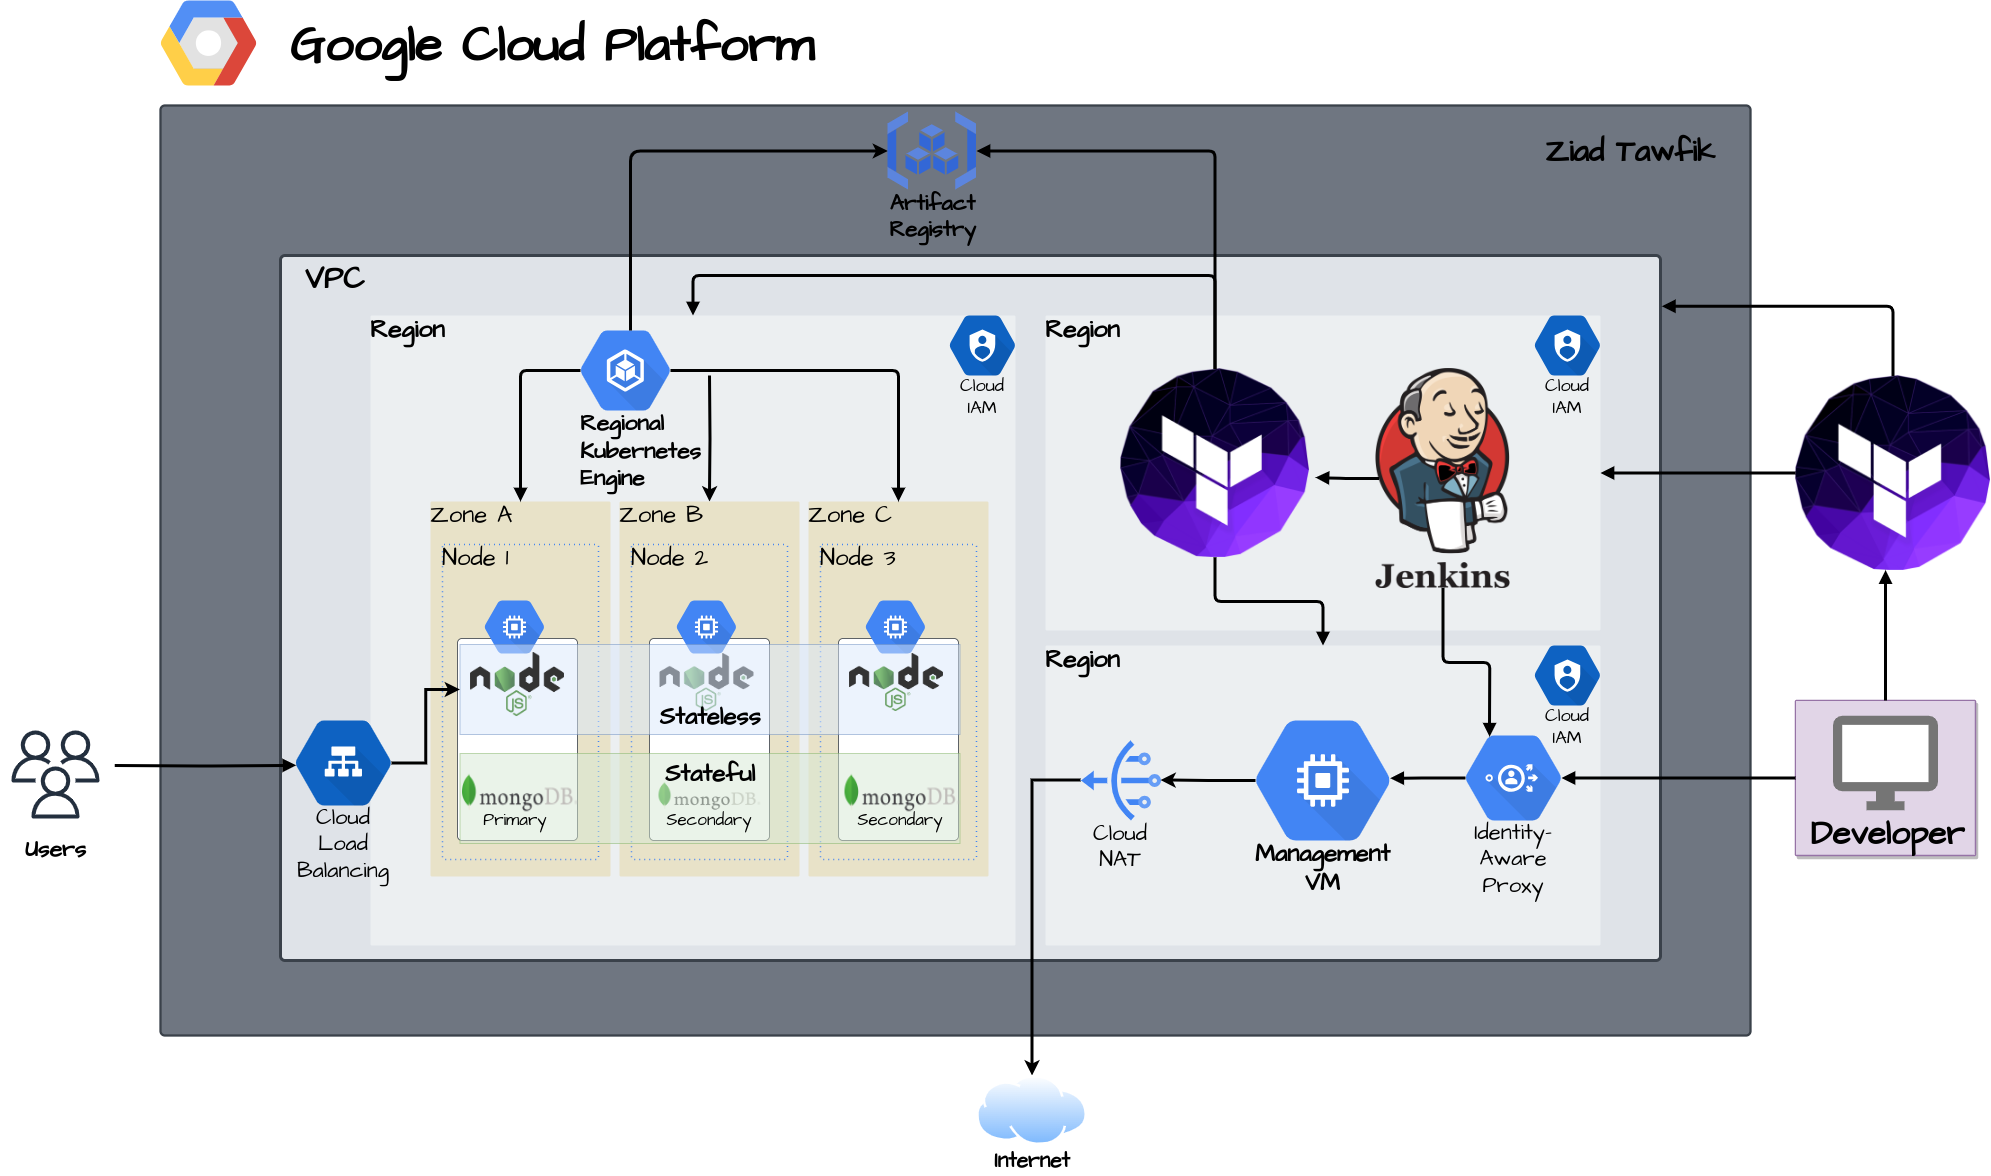 Google Cloud Platform
Ziad Tawfik
Artifact
Registry
VPC
Region
Cloud
IAM
Regional
Kubernetes
Engine
Zone A
Zone B
Zone C
Node 1
Node 2
Node 3
node
JS
node
JS
node
JS
Stateless
Stateful
mongoDB
Primary
mongoDB
Secondary
mongoDB
Secondary
Region
Cloud
IAM
Jenkins
Region
Cloud
IAM
Cloud
NAT
Management
VM
Identity-
Aware
Proxy
Users
Cloud
Load
Balancing
Developer
Internet